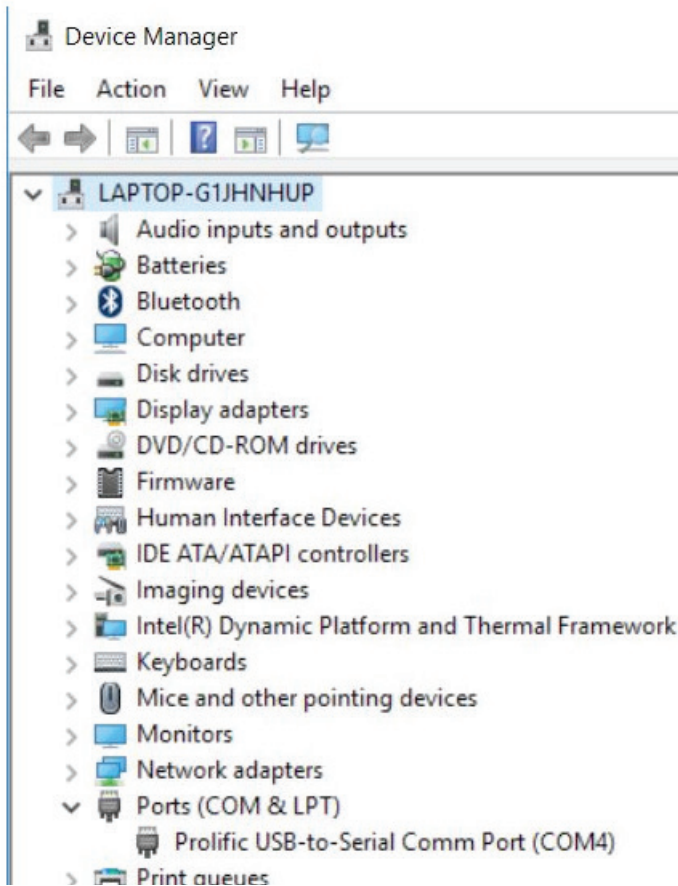 Device Manager
File Action View Help
LAPTOP-G1JHNHUP
Audio inputs and outputs
Batteries
Bluetooth
Computer
Disk drives
Display adapters
DVD/CD-ROM drives
Firmware
Human Interface Devices
IDE ATA/ATAPI controllers
Imaging devices
Intel(R) Dynamic Platform and Thermal Framework
Keyboards
Mice and other pointing devices
Monitors
Network adapters
Ports (COM & LPT)
Prolific USB-to-Serial Comm Port (COM4)
Print queues